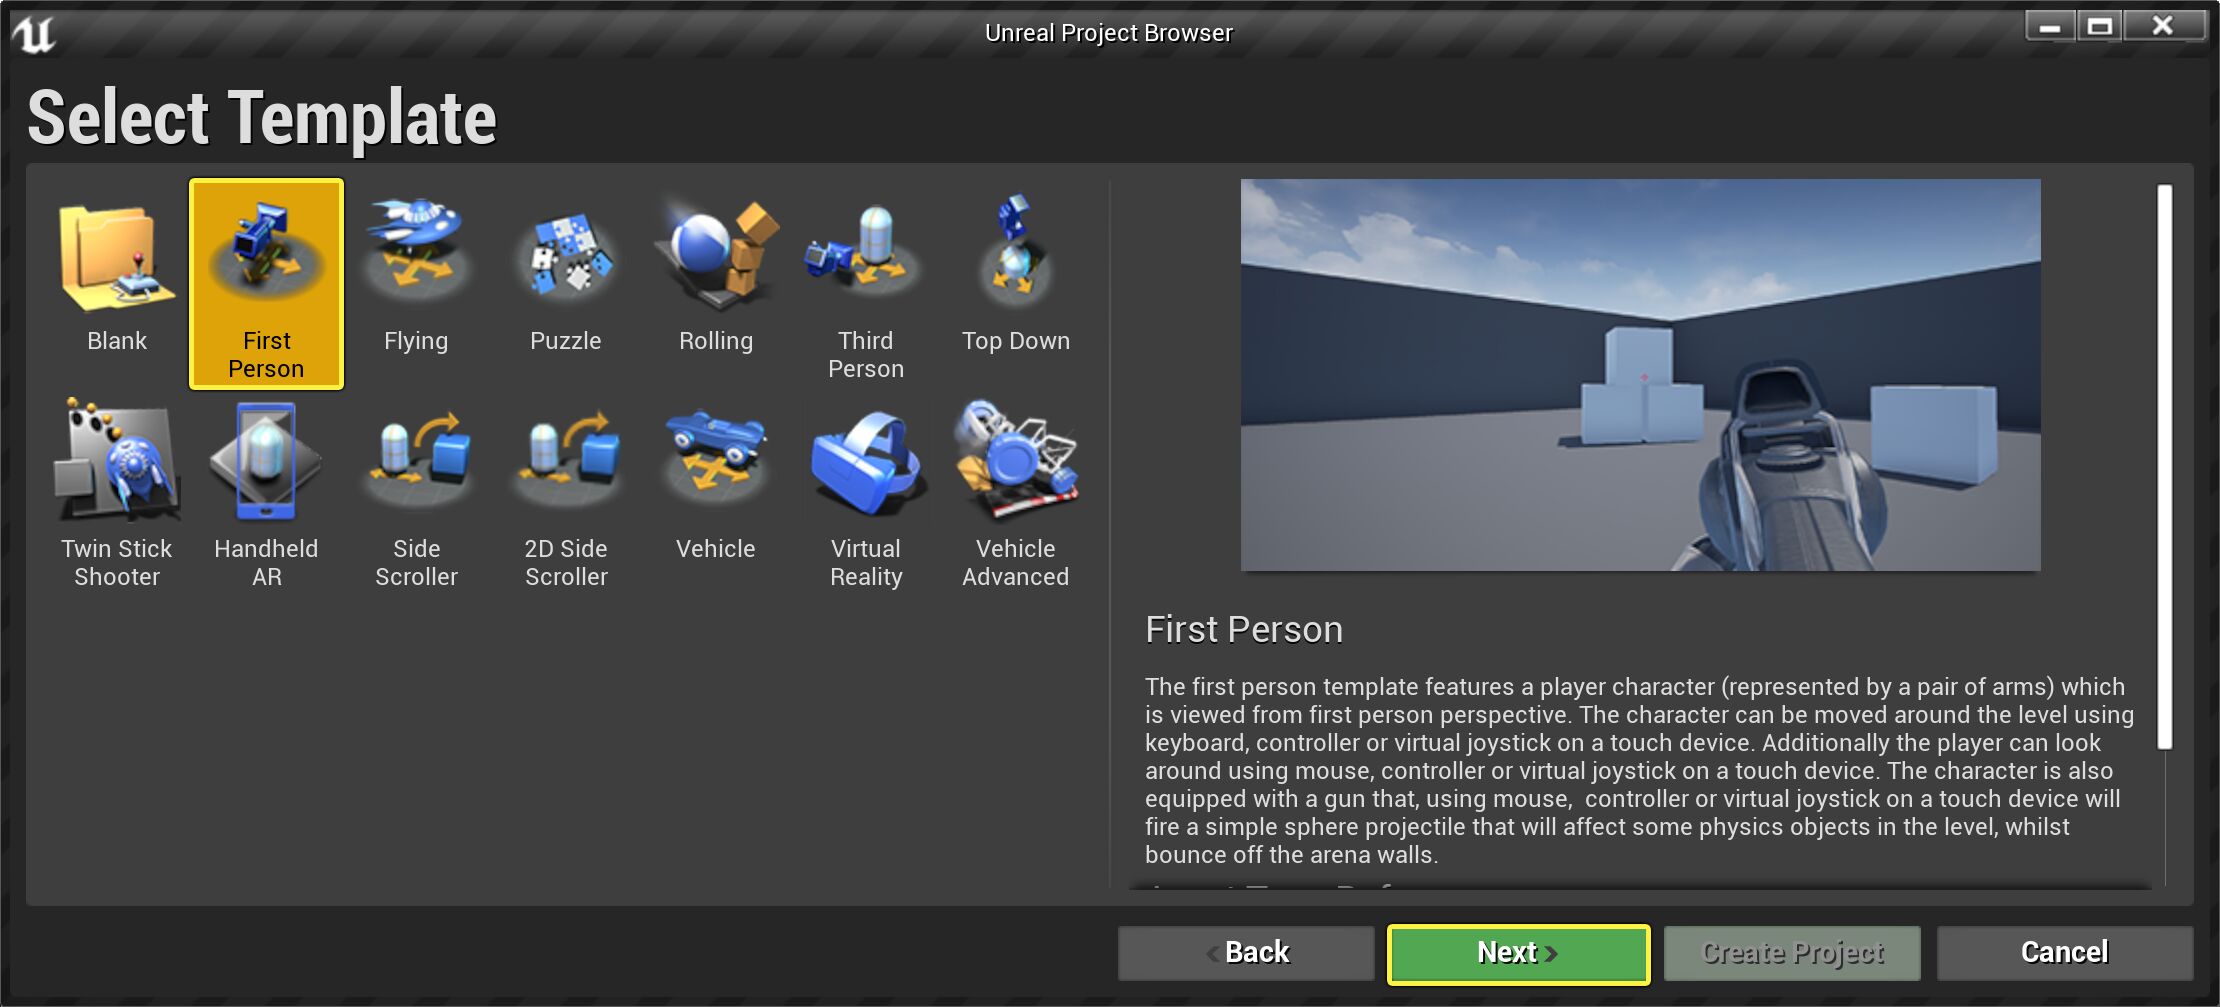 Unreal Project Browser
Select Template
Blank
First
Person
Flying
Puzzle
Rolling
Third
Person
Top Down
Twin Stick
Shooter
Handheld
AR
Side
Scroller
2D Side
Scroller
Vehicle
Virtual
Reality
Vehicle
Advanced
First Person
The first person template features a player character (represented by a pair of arms) which
is viewed from first person perspective. The character can be moved around the level using
keyboard, controller or virtual joystick on a touch device. Additionally the player can look
around using mouse, controller or virtual joystick on a touch device. The character is also
equipped with a gun that, using mouse,  controller or virtual joystick on a touch device will
fire a simple sphere projectile that will affect some physics objects in the level, whilst
bounce off the arena walls.
Back
Next
Create Project
Cancel